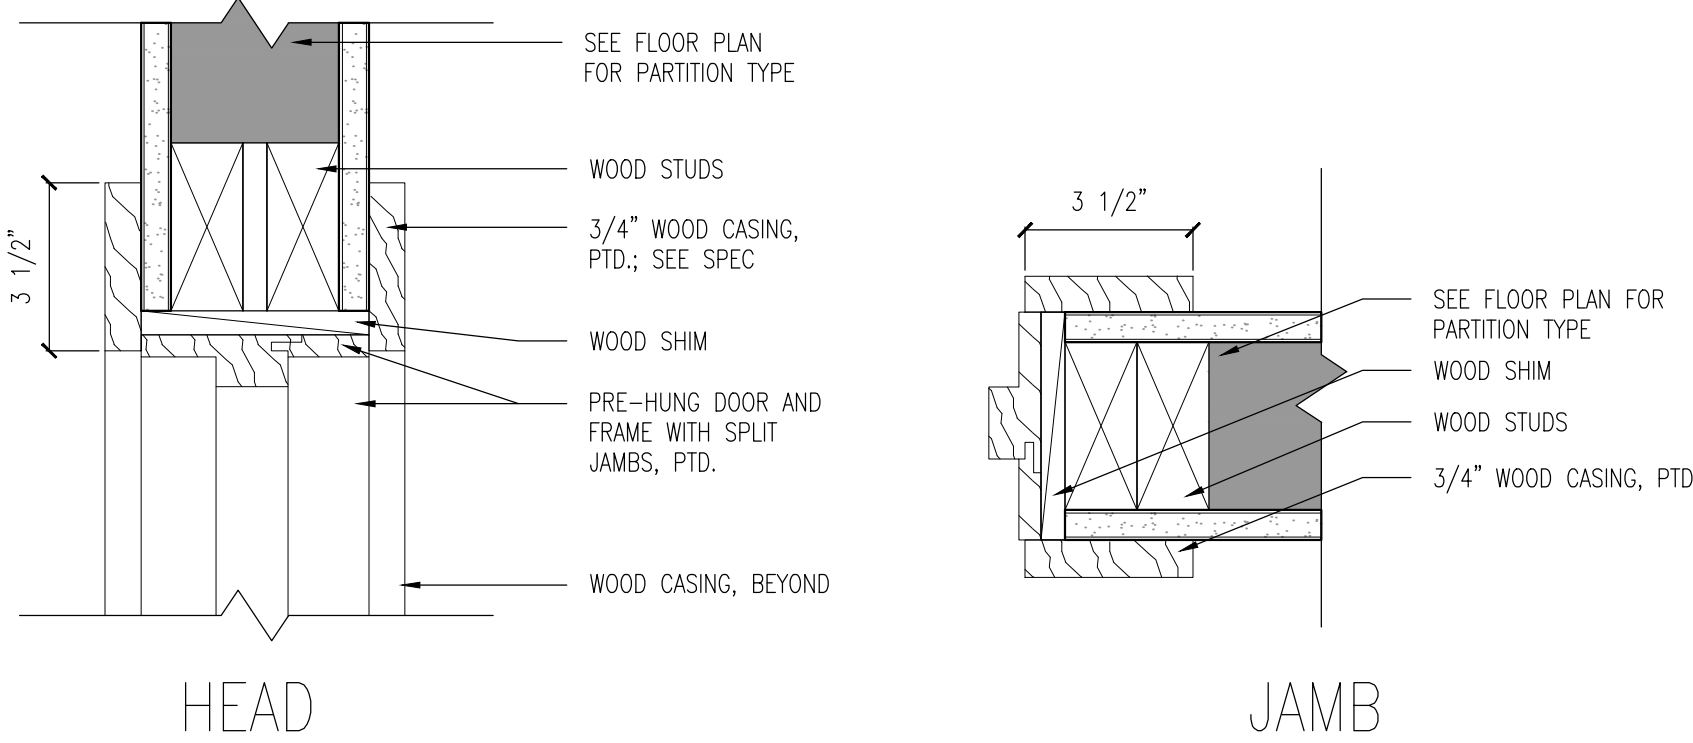 SEE FLOOR PLAN
FOR PARTITION TYPE
WOOD STUDS
3/4" WOOD CASING,
PTD.; SEE SPEC
3 1/2"
WOOD SHIM
PRE-HUNG DOOR AND
FRAME WITH SPLIT
JAMBS, PTD.
WOOD CASING, BEYOND
HEAD
3 1/2"
SEE FLOOR PLAN FOR
PARTITION TYPE
WOOD SHIM
WOOD STUDS
3/4" WOOD CASING, PTD
JAMB